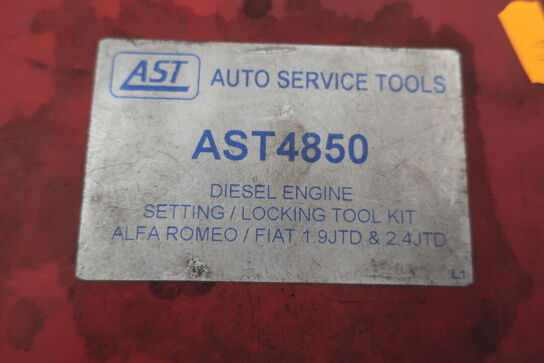 AST AUTO SERVICE TOOLS
AST4850
DIESEL ENGINE
SETTING / LOCKING TOOL KIT
ALFA ROMEO / FIAT 1.9JTD & 2.4JTD
L1